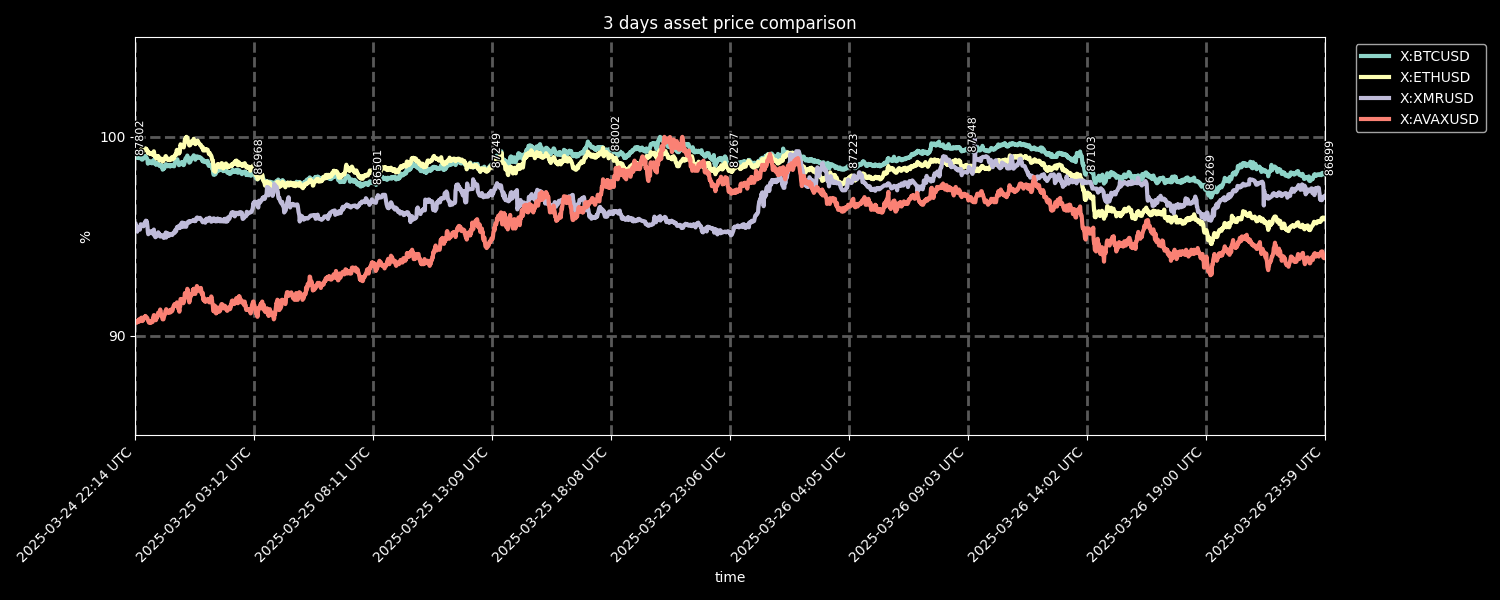 3 days asset price comparison
X:BTCUSD
X:ETHUSD
X:XMRUSD
X:AVAXUSD
100
90
%
87802
86968
86501
87249
88002
87267
87223
87948
87103
86269
86899
2025-03-24 22:14 UTC
2025-03-25 03:12 UTC
2025-03-25 08:11 UTC
2025-03-25 13:09 UTC
2025-03-25 18:08 UTC
2025-03-25 23:06 UTC
2025-03-26 04:05 UTC
2025-03-26 09:03 UTC
2025-03-26 14:02 UTC
2025-03-26 19:00 UTC
2025-03-26 23:59 UTC
time